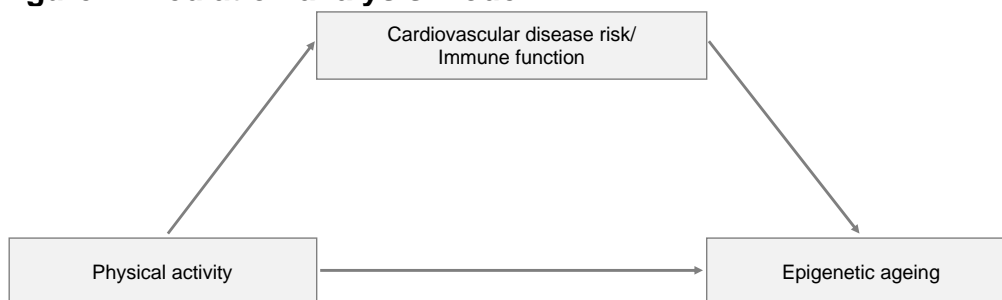 Cardiovascular disease risk/
Immune function
Physical activity
Epigenetic ageing